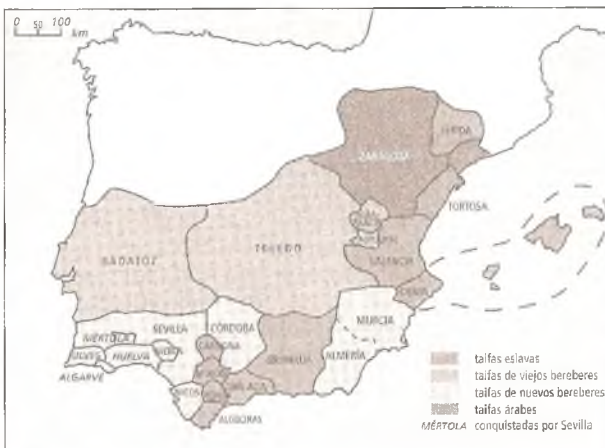 0 50 100
km
LÉRIDA
ZARAGOZA
TORTOSA
BADAJOZ
TOLEDO
VALENCIA
DENIA
MURCIA
SEVILLA
CÓRDOBA
CARMONA
MÉRTOLA
SILVES
HUELVA
NIEBLA
ALGARVE
GRANADA
ALMERÍA
ARCOS
MÁLAGA
taifas eslavas
taifas de viejos bereberes
taifas de nuevos bereberes
taifas árabes
MÉRTOLA conquistadas por Sevilla